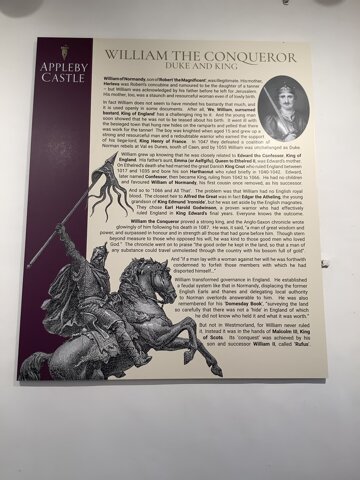 APPLEBY
CASTLE
WILLIAM THE CONQUEROR
DUKE AND KING
William of Normandy, son of 'Robert the Magnificent', was illegitimate. His mother,
Herleva was Robert's concubine and rumoured to be the daughter of a tanner
– but William was acknowledged by his father before he left for Jerusalem.
His mother, too, was a staunch and resourceful woman even if of lowly birth.
In fact William does not seem to have minded his bastardy that much, and
it is used openly in some documents. After all, 'We, William surnamed
bastard, King of England' has a challenging ring to it. And the young man
soon showed that he was not to be teased about his birth. It went ill with
the besieged town that hung raw hides on the ramparts and yelled that there
was work for the tanner! The boy was knighted when aged 15 and grew up a
strong and resourceful man and a redoubtable warrior who earned the support
of his liege-lord, King Henry of France. In 1047 they defeated a coalition of
Norman rebels at Val es Dunes, south of Caen, and by 1055 William was unchallenged as Duke.
William grew up knowing that he was closely related to Edward the Confessor, King of
England. His father's aunt, Emma (or Aelfgifu), Queen to Ethelred II, was Edward's mother.
On Ethelred's death she had married the great Danish King Cnut who ruled England between
1017 and 1035 and bore his son Harthacnut who ruled briefly in 1040-1042. Edward,
later named Confessor, then became King, ruling from 1042 to 1066. He had no children
and favoured William of Normandy, his first cousin once removed, as his successor.
And so to '1066 and All That'. The problem was that William had no English royal
blood. The closest heir to Alfred the Great was in fact Edgar the Atheling, the young
grandson of King Edmund 'Ironside', but he was set aside by the English magnates.
They chose Earl Harold Godwinson, a proven warrior who had effectively
ruled England in King Edward's final years. Everyone knows the outcome.
William the Conqueror proved a strong king, and the Anglo-Saxon chronicle wrote
glowingly of him following his death in 1087. He was, it said, "a man of great wisdom and
power, and surpassed in honour and in strength all those that had gone before him. Though stern
beyond measure to those who opposed his will, he was kind to those good men who loved
God." The chronicle went on to praise "the good order he kept in the land, so that a man of
any substance could travel unmolested through the country with his bosom full of gold".
And "if a man lay with a woman against her will he was forthwith
condemned to forfeit those members with which he had
disported himself..."
William transformed governance in England. He established
a feudal system like that in Normandy, displacing the former
English Earls and thanes and delegating local authority
to Norman overlords answerable to him. He was also
remembered for his 'Domesday Book', "surveying the land
so carefully that there was not a 'hide' in England of which
he did not know who held it and what it was worth."
But not in Westmorland, for William never ruled
it, instead it was in the hands of Malcolm III, King
of Scots. Its 'conquest' was achieved by his
son and successor William II, called 'Rufus'.